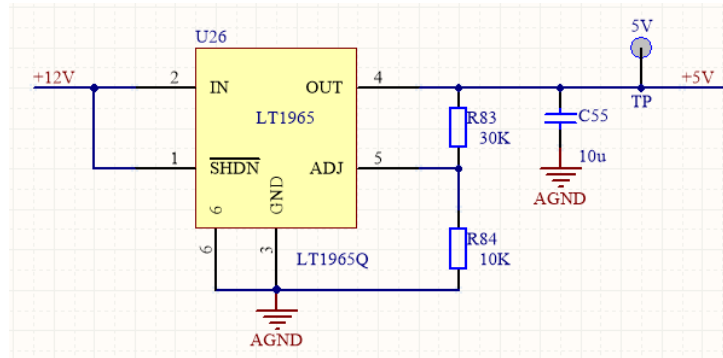 U26
5V
+12V
2
IN
OUT
4
+5V
TP
LT1965
R83
30K
C55
10u
1
SHDN
ADJ
5
AGND
GND
6
6
3
LT1965Q
R84
10K
AGND